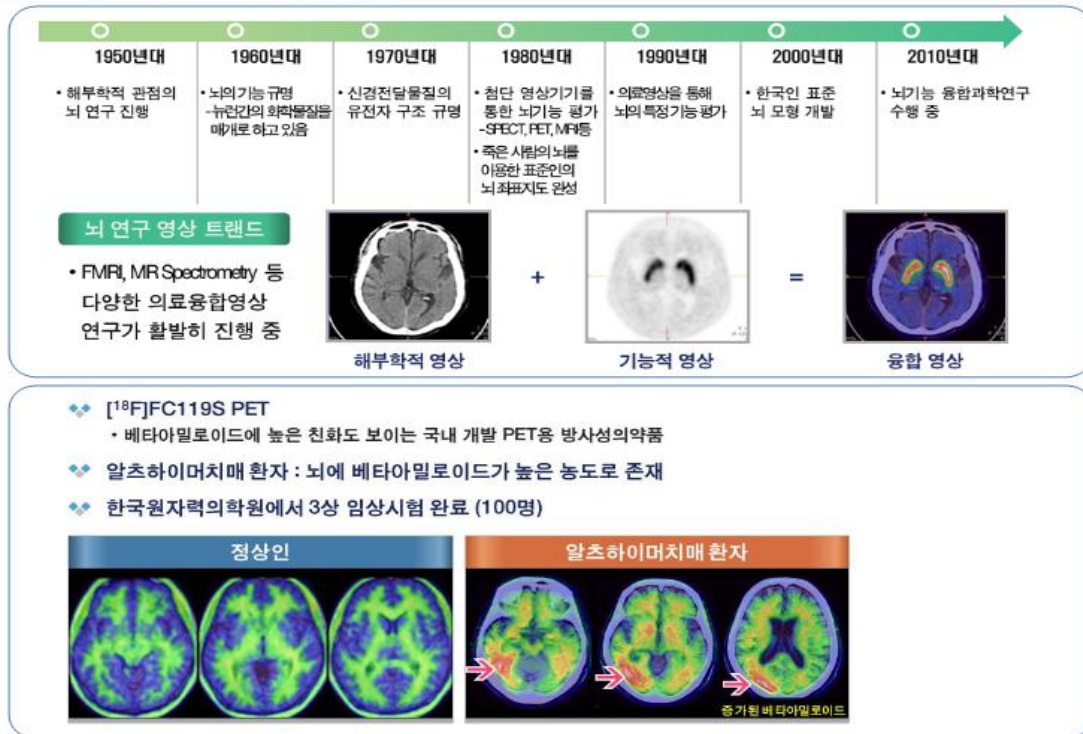 1950년대
1960년대
1970년대
1980년대
1990년대
2000년대
2010년대
• 해부학적 관점의
뇌 연구 진행
• 뇌의 기능 규명
-뉴런간의 화학물질을
매개로 하고 있음
• 신경전달물질의
유전자 구조 규명
• 첨단 영상기기를
통한 뇌기능 평가
-SPECT, PET, MRI등
• 죽은 사람의 뇌를
이용한 표준인의
뇌 좌표지도 완성
• 의료영상을 통해
뇌의 특정 기능 평가
• 한국인 표준
뇌 모형 개발
• 뇌기능 융합과학연구
수행 중
뇌 연구 영상 트랜드
• FMRI, MR Spectrometry 등
다양한 의료융합영상
연구가 활발히 진행 중
+
=
해부학적 영상
기능적 영상
융합 영상
[¹⁸F]FC119S PET
• 베타아밀로이드에 높은 친화도 보이는 국내 개발 PET용 방사성의약품
알츠하이머치매 환자 : 뇌에 베타아밀로이드가 높은 농도로 존재
한국원자력의학원에서 3상 임상시험 완료 (100명)
정상인
알츠하이머치매 환자
증가된 베타아밀로이드